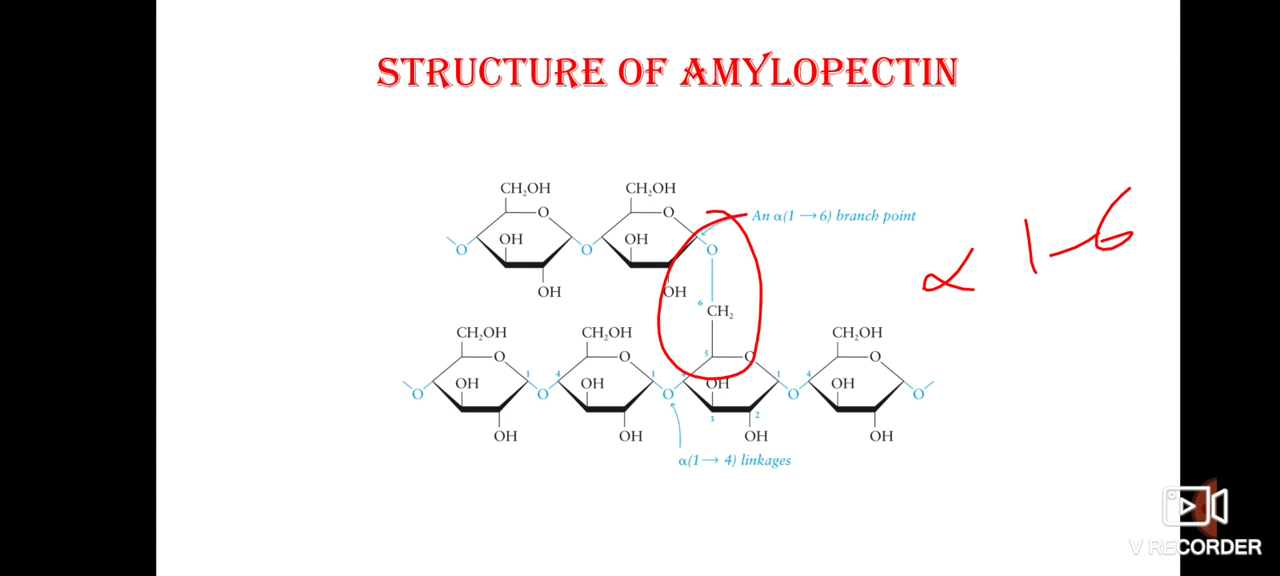 STRUCTURE OF AMYLOPECTIN
CH₂OH CH₂OH
O O
An α(1 → 6) branch point
α 1-6
OH OH
O O O
OH OH
6
CH₂
CH₂OH CH₂OH CH₂OH
O O 5 O O
1 4 1 4 1 4
OH OH OH OH
O O O O O
3 2
OH OH OH OH
α(1 → 4) linkages
V RECORDER